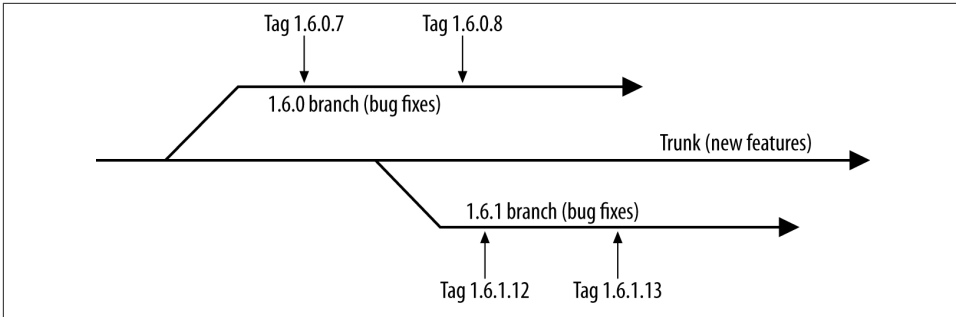 Tag 1.6.0.7
Tag 1.6.0.8
1.6.0 branch (bug fixes)
Trunk (new features)
1.6.1 branch (bug fixes)
Tag 1.6.1.12
Tag 1.6.1.13